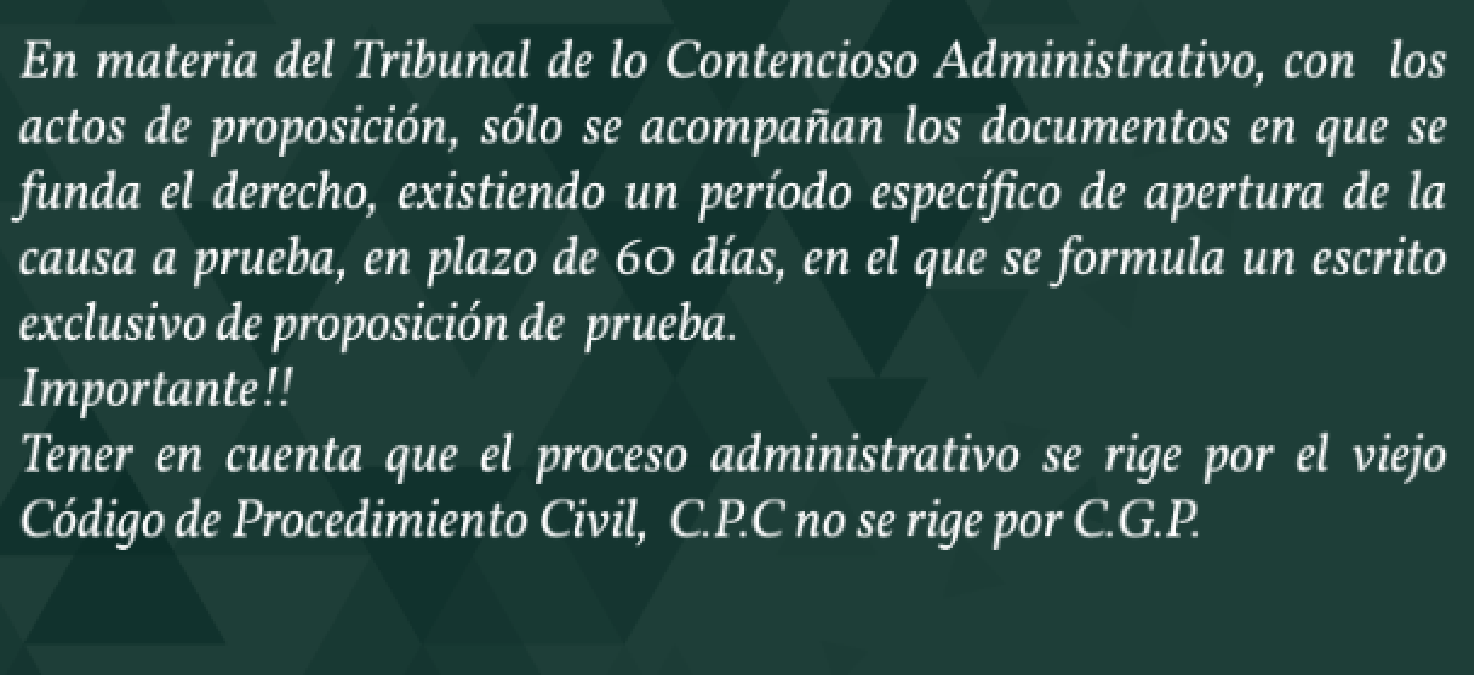 En materia del Tribunal de lo Contencioso Administrativo, con los
actos de proposición, sólo se acompañan los documentos en que se
funda el derecho, existiendo un período específico de apertura de la
causa a prueba, en plazo de 60 días, en el que se formula un escrito
exclusivo de proposición de prueba.
Importante!!
Tener en cuenta que el proceso administrativo se rige por el viejo
Código de Procedimiento Civil, C.P.C no se rige por C.G.P.